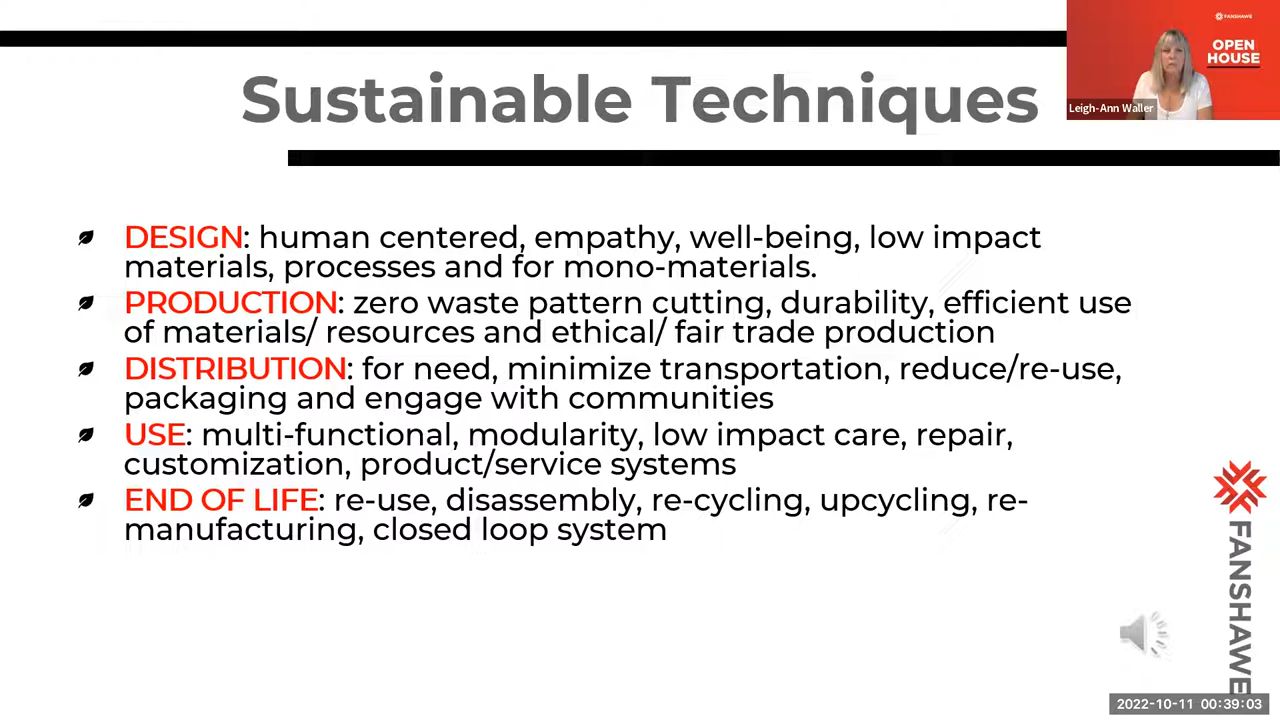 FANSHAWE
OPEN
HOUSE
Leigh-Ann Waller
Sustainable Techniques
DESIGN: human centered, empathy, well-being, low impact
materials, processes and for mono-materials.
PRODUCTION: zero waste pattern cutting, durability, efficient use
of materials/ resources and ethical/ fair trade production
DISTRIBUTION: for need, minimize transportation, reduce/re-use,
packaging and engage with communities
USE: multi-functional, modularity, low impact care, repair,
customization, product/service systems
END OF LIFE: re-use, disassembly, re-cycling, upcycling, re-
manufacturing, closed loop system
FANSHAWE
2022-10-11 00:39:03